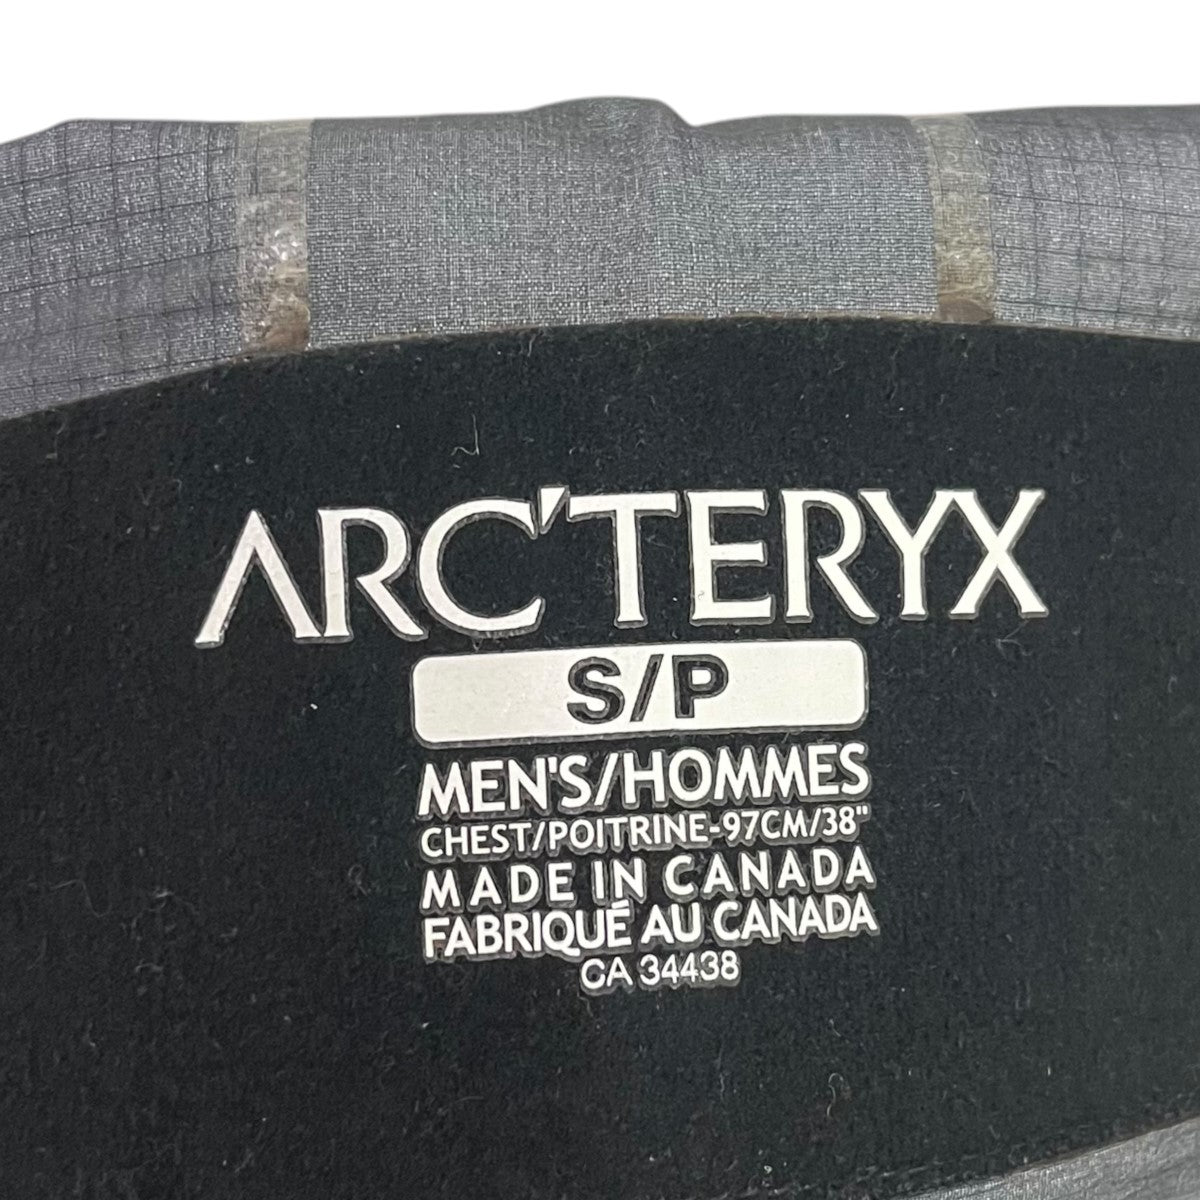 ARC'TERYX
S/P
MEN'S/HOMMES
CHEST/POITRINE-97CM/38"
MADE IN CANADA
FABRIQUÉ AU CANADA
CA 34438